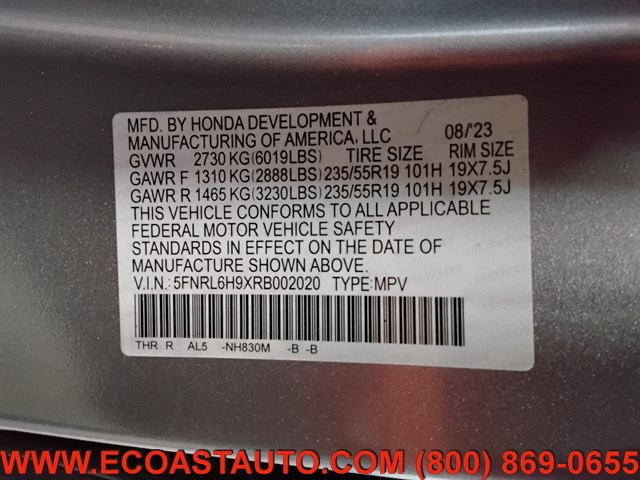 MFD. BY HONDA DEVELOPMENT &
MANUFACTURING OF AMERICA, LLC 08/'23
GVWR 2730 KG(6019LBS) TIRE SIZE RIM SIZE
GAWR F 1310 KG(2888LBS) 235/55R19 101H 19X7.5J
GAWR R 1465 KG(3230LBS) 235/55R19 101H 19X7.5J
THIS VEHICLE CONFORMS TO ALL APPLICABLE
FEDERAL MOTOR VEHICLE SAFETY
STANDARDS IN EFFECT ON THE DATE OF
MANUFACTURE SHOWN ABOVE.
V.I.N.: 5FNRL6H9XRB002020 TYPE:MPV
THR R AL5 -NH830M -B -B
WWW.ECOASTAUTO.COM (800) 869-0655